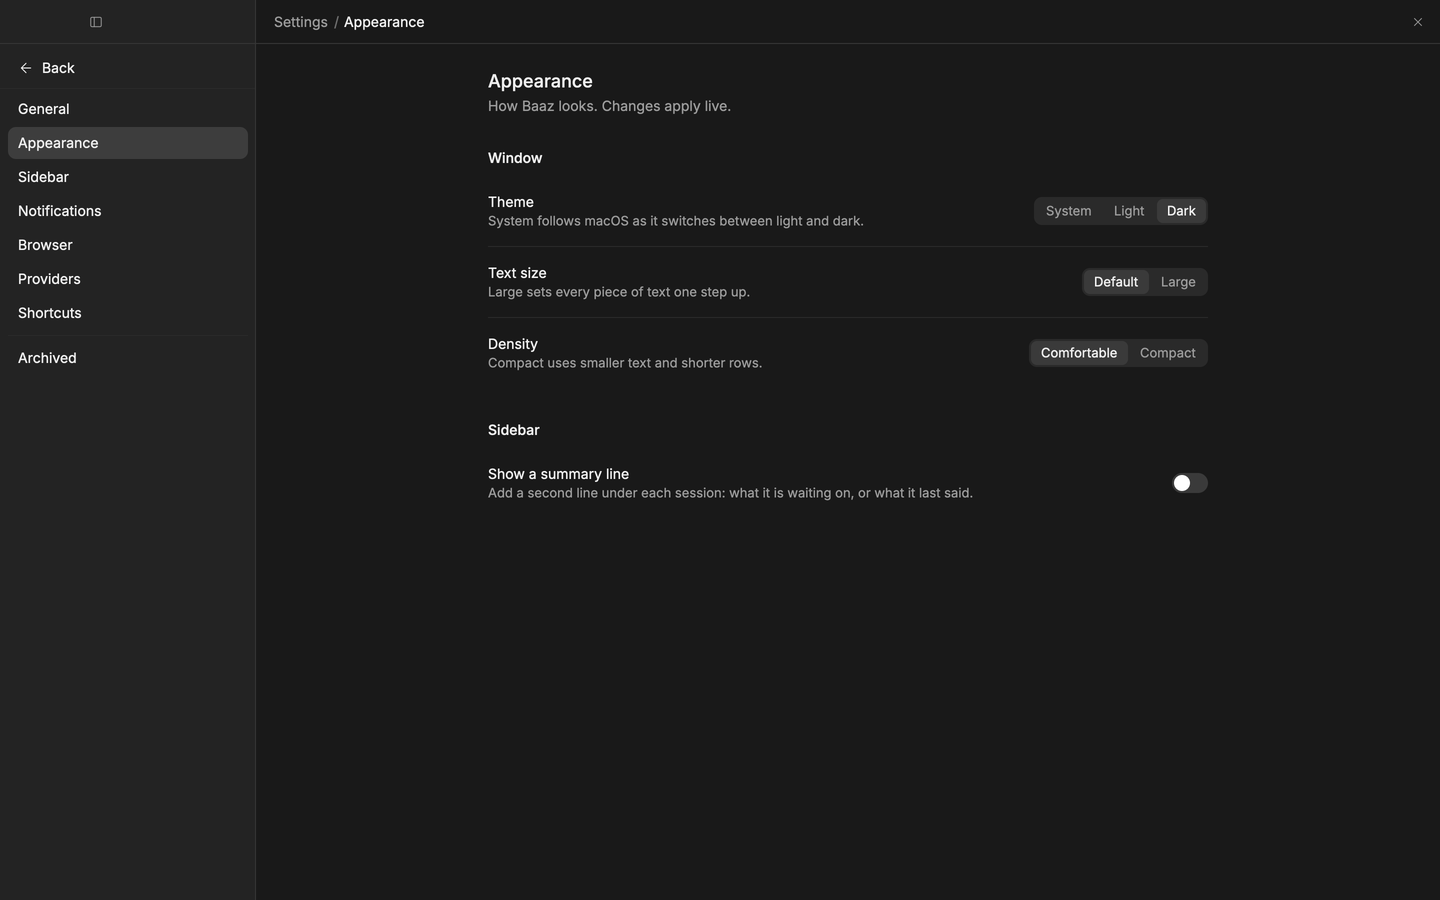 Settings / Appearance
Back
General
Appearance
Sidebar
Notifications
Browser
Providers
Shortcuts
Archived
Appearance
How Baaz looks. Changes apply live.
Window
Theme
System follows macOS as it switches between light and dark.
System Light Dark
Text size
Large sets every piece of text one step up.
Default Large
Density
Compact uses smaller text and shorter rows.
Comfortable Compact
Sidebar
Show a summary line
Add a second line under each session: what it is waiting on, or what it last said.